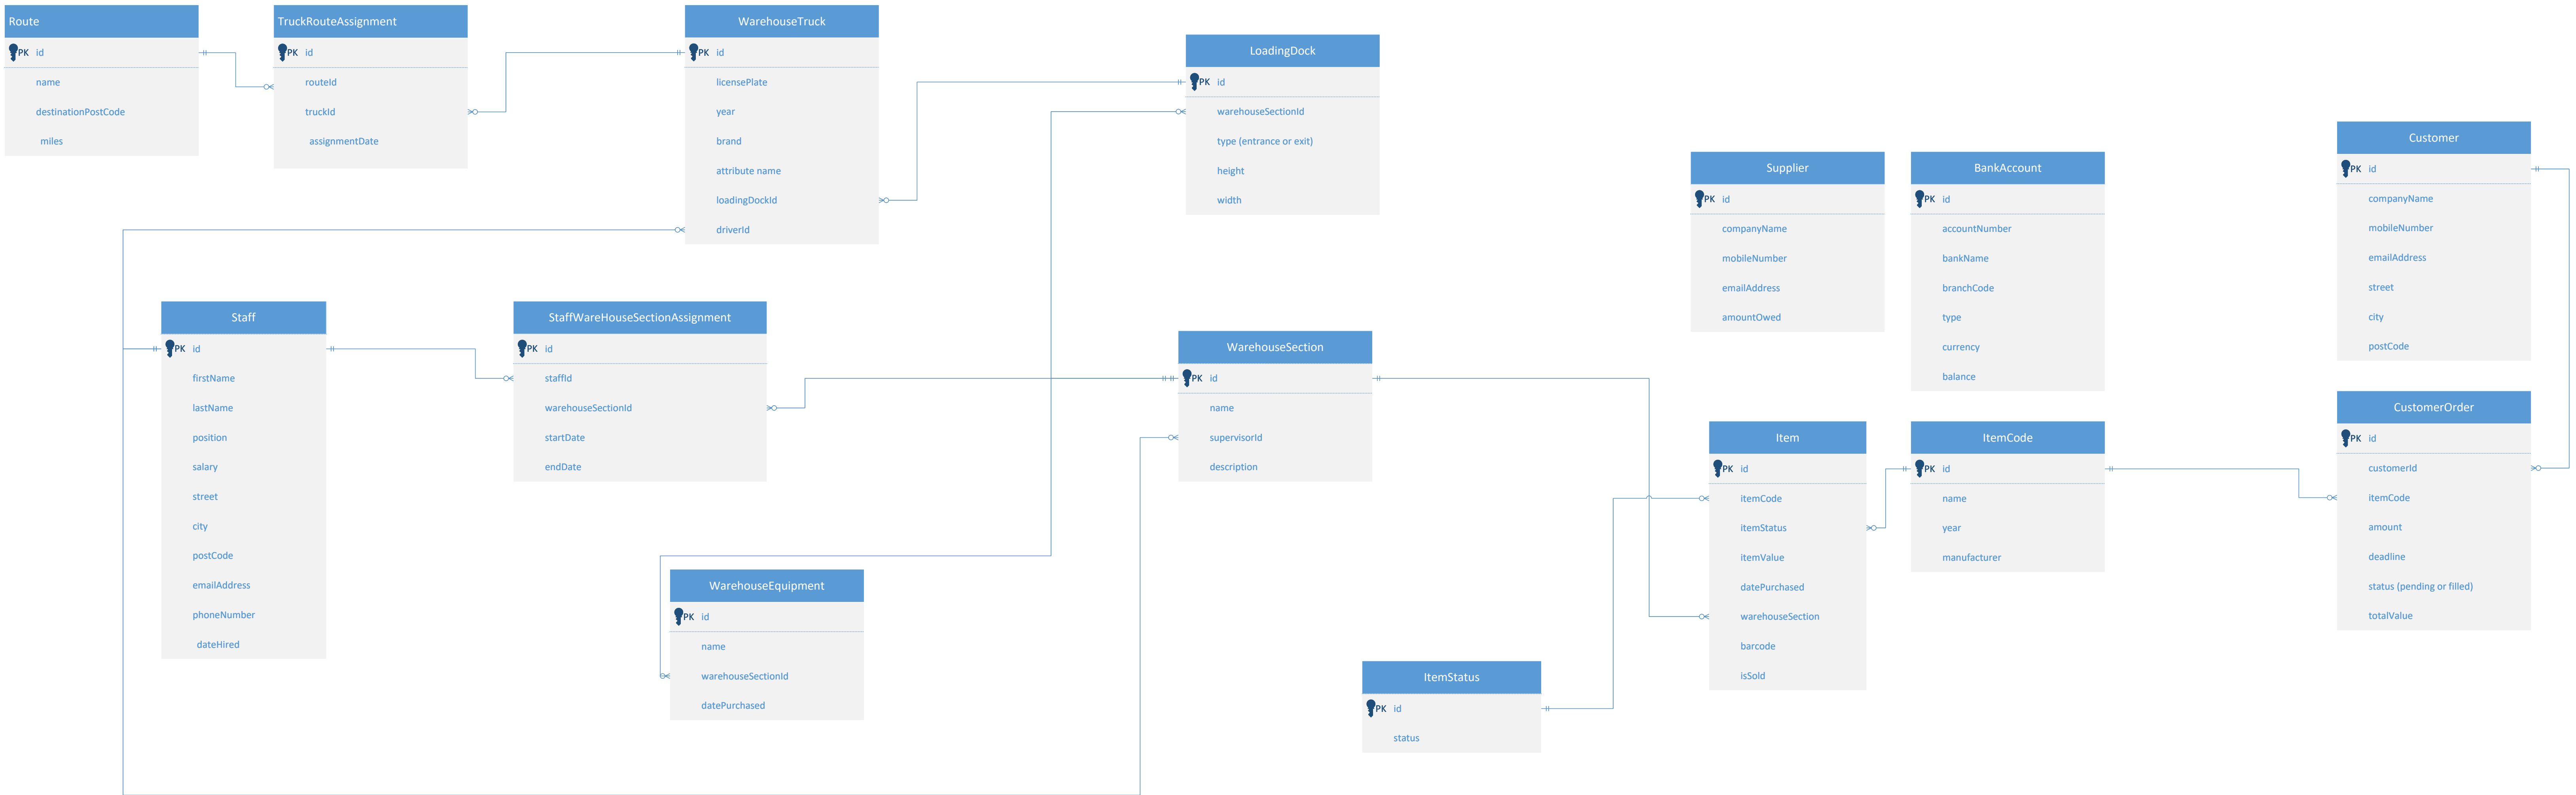 Route
PK id
name
destinationPostCode
miles
TruckRouteAssignment
PK id
routeId
truckId
assignmentDate
WarehouseTruck
PK id
licensePlate
year
brand
attribute name
loadingDockId
driverId
LoadingDock
PK id
warehouseSectionId
type (entrance or exit)
height
width
Supplier
PK id
companyName
mobileNumber
emailAddress
amountOwed
BankAccount
PK id
accountNumber
bankName
branchCode
type
currency
balance
Customer
PK id
companyName
mobileNumber
emailAddress
street
city
postCode
Staff
PK id
firstName
lastName
position
salary
street
city
postCode
emailAddress
phoneNumber
dateHired
StaffWareHouseSectionAssignment
PK id
staffId
warehouseSectionId
startDate
endDate
WarehouseSection
PK id
name
supervisorId
description
Item
PK id
itemCode
itemStatus
itemValue
datePurchased
warehouseSection
barcode
isSold
ItemCode
PK id
name
year
manufacturer
CustomerOrder
PK id
customerId
itemCode
amount
deadline
status (pending or filled)
totalValue
WarehouseEquipment
PK id
name
warehouseSectionId
datePurchased
ItemStatus
PK id
status